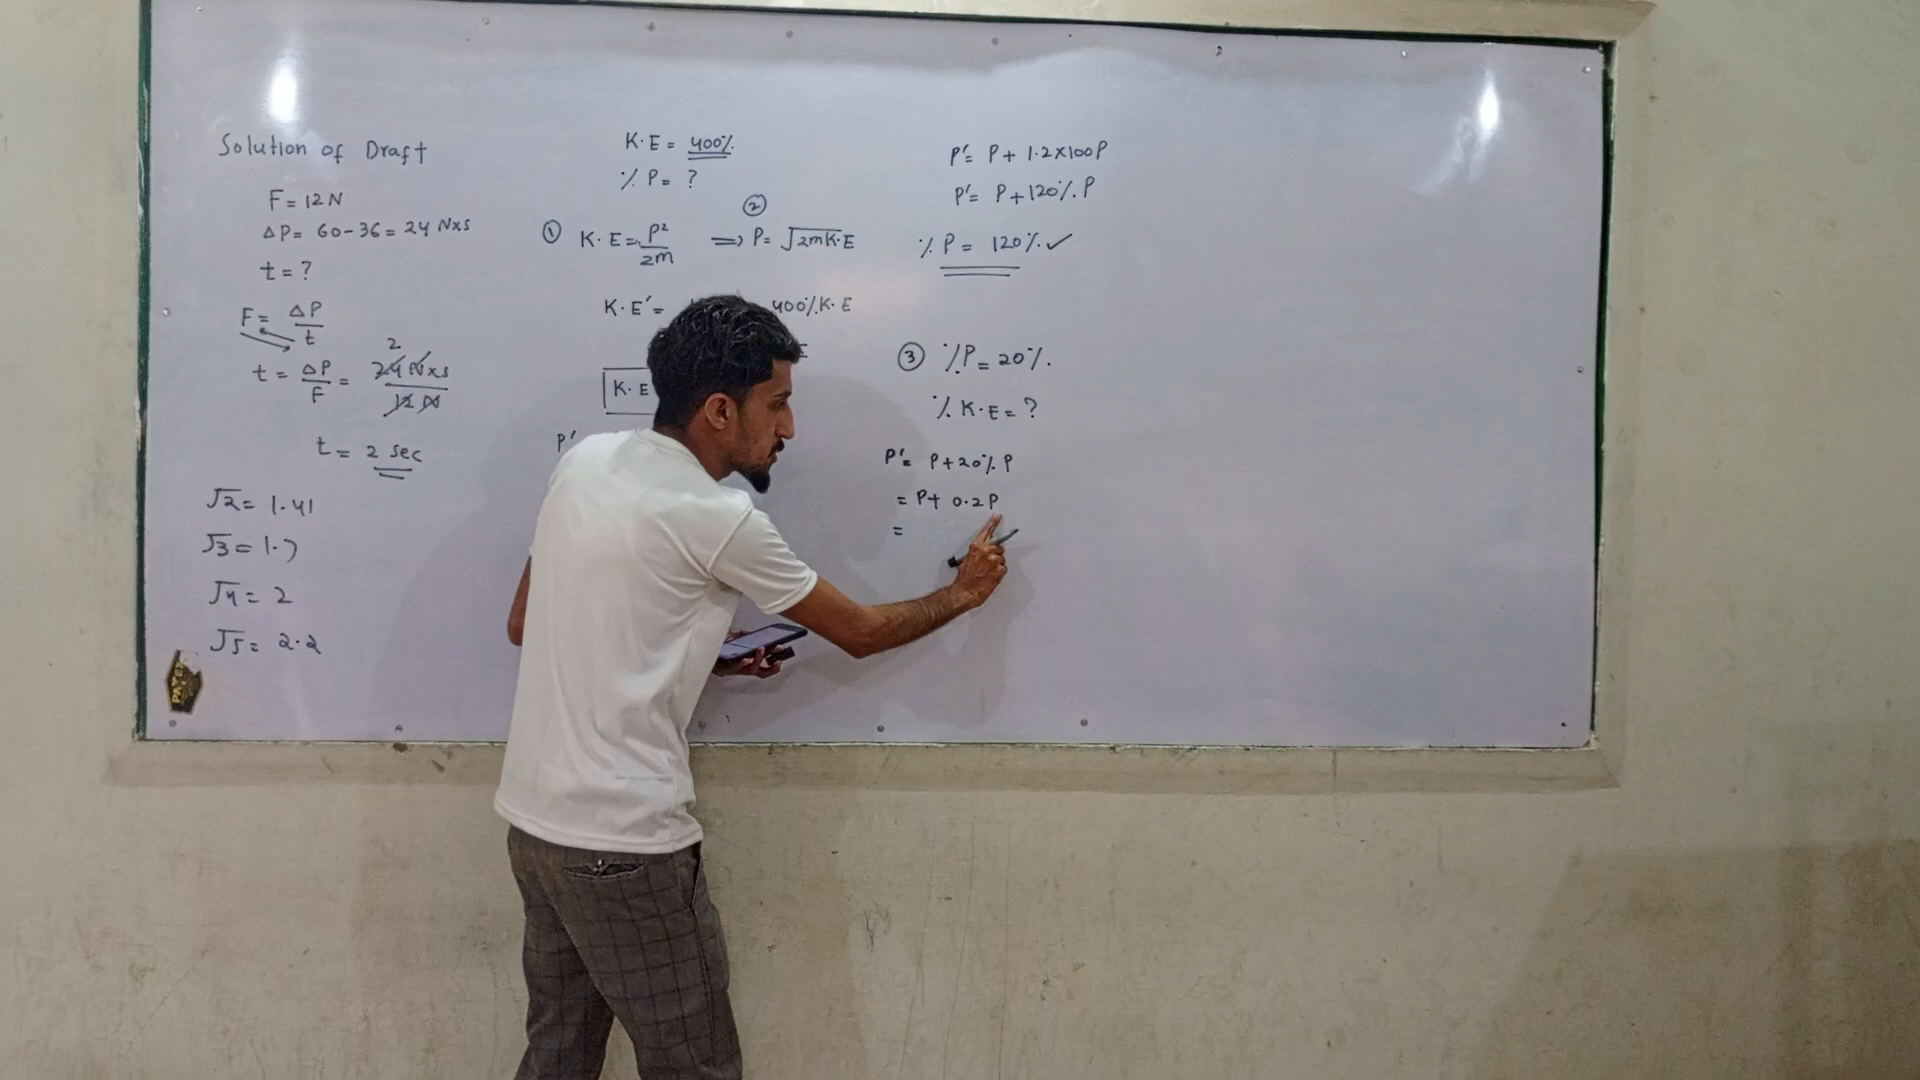 Solution of Draft
F = 12 N
ΔP = 60 - 36 = 24 N×s
t = ?
F = ΔP / t
t = ΔP / F = 24 N×s / 12 N
2
t = 2 sec
√2 = 1.41
√3 = 1.7
√4 = 2
√5 = 2.2
K.E = 400%
% P = ?
① K.E = P² / 2m ② ⟹ P = √2mK.E
K.E′ = 400% K.E
K.E
P′
P′ = P + 1.2×100P
P′ = P + 120% P
% P = 120% ✓
③ % P = 20%.
% K.E = ?
P′ = P + 20% P
= P + 0.2 P
=